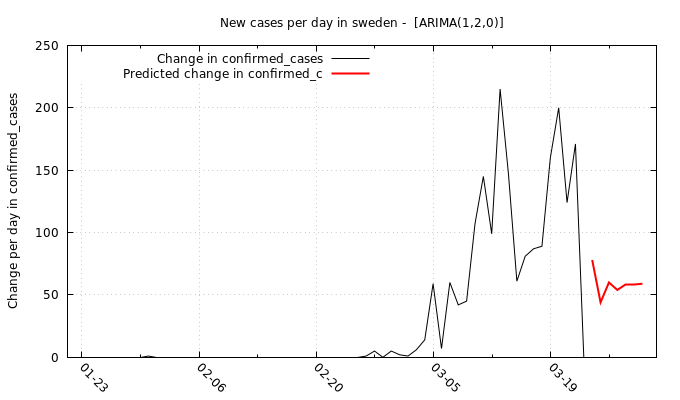 New cases per day in sweden -  [ARIMA(1,2,0)]
Change in confirmed_cases
Predicted change in confirmed_c
Change per day in confirmed_cases
250
200
150
100
50
0
01-23
02-06
02-20
03-05
03-19